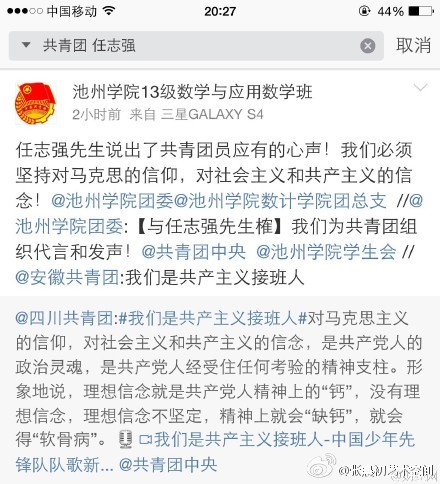 中国移动 20:27 44%
共青团 任志强 取消
池州学院13级数学与应用数学班
2小时前 来自 三星GALAXY S4
任志强先生说出了共青团员应有的心声！我们必须
坚持对马克思的信仰，对社会主义和共产主义的信
念！@池州学院团委@池州学院数计学院团总支 //@
池州学院团委:【与任志强先生榷】我们为共青团组
织代言和发声！@共青团中央 @池州学院学生会 //
@安徽共青团:我们是共产主义接班人
@四川共青团:#我们是共产主义接班人#对马克思主义
的信仰，对社会主义和共产主义的信念，是共产党人的
政治灵魂，是共产党人经受住任何考验的精神支柱。形
象地说，理想信念就是共产党人精神上的“钙”，没有理
想信念，理想信念不坚定，精神上就会“缺钙”，就会
得“软骨病”。 我们是共产主义接班人-中国少年先
锋队队歌新... @共青团中央